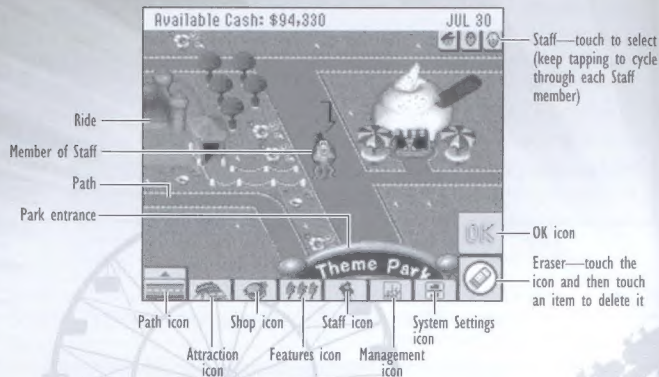 Available Cash: $94,330 JUL 30
Staff—touch to select
(keep tapping to cycle
through each Staff
member)
Ride
Member of Staff
Path
Park entrance
OK
OK icon
Theme Park
Eraser—touch the
icon and then touch
an item to delete it
Path icon
Shop icon
Staff icon
System Settings
icon
Attraction
icon
Features icon
Management
icon